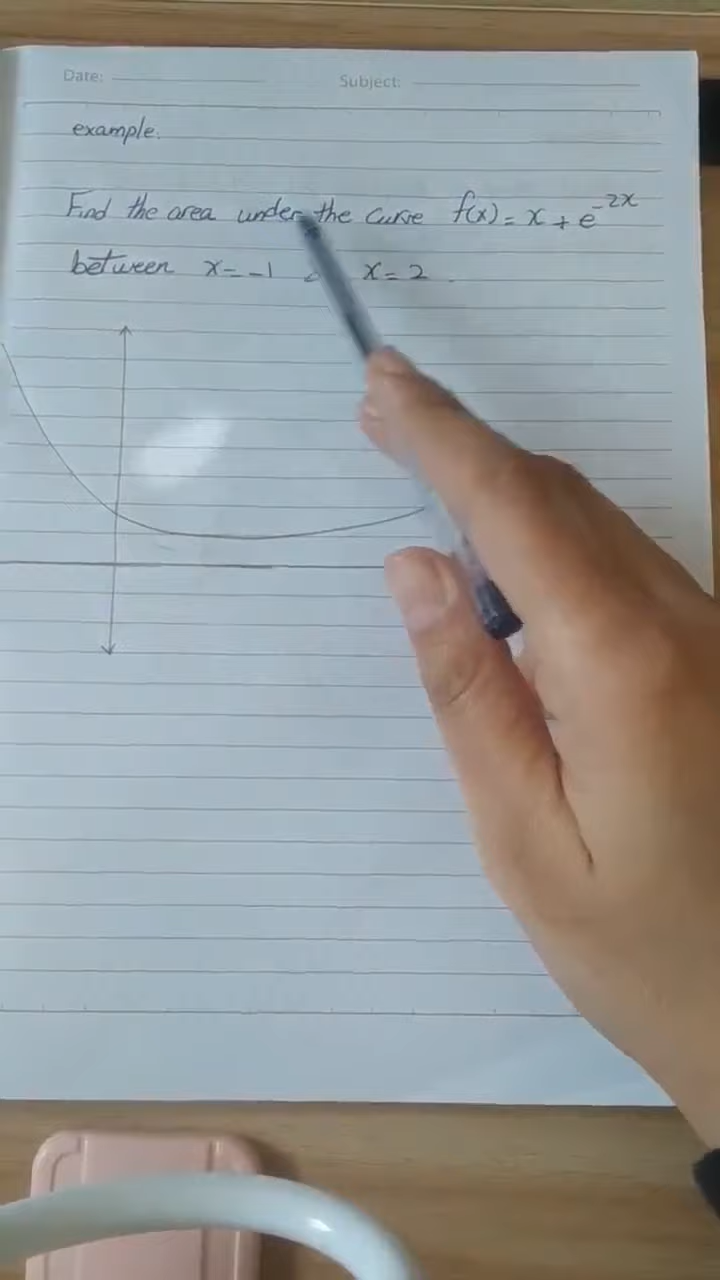 Date:
Subject:
example.
Find the area under the curve f(x) = x + e^-2x
between x = -1 x = 2.